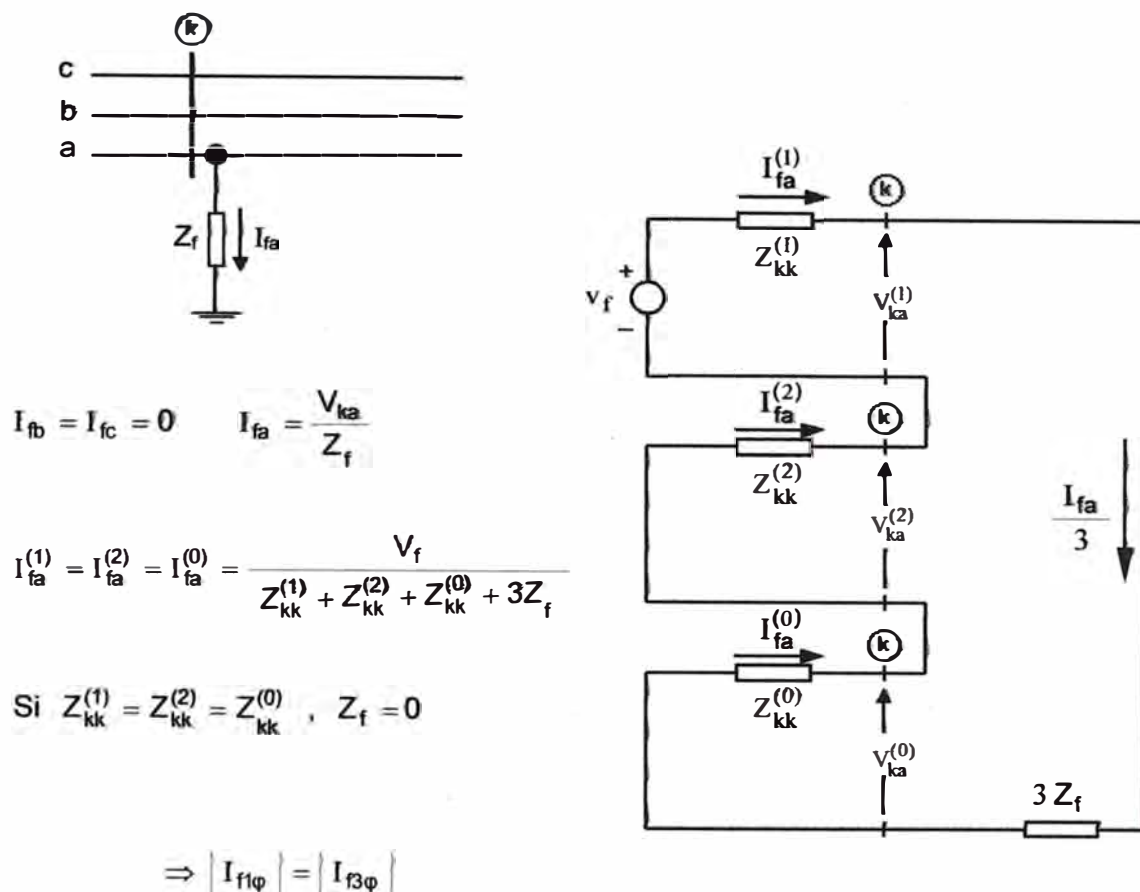 k
c
b
a
Z_f I_fa
I_fb = I_fc = 0 I_fa = V_ka / Z_f
I_fa^(1) = I_fa^(2) = I_fa^(0) = V_f / (Z_kk^(1) + Z_kk^(2) + Z_kk^(0) + 3Z_f)
Si Z_kk^(1) = Z_kk^(2) = Z_kk^(0) , Z_f = 0
⇒ | I_f1φ | = | I_f3φ |
I_fa^(1) k
Z_kk^(1)
+
v_f
−
V_ka^(1)
I_fa^(2) k
Z_kk^(2)
V_ka^(2)
I_fa / 3
I_fa^(0) k
Z_kk^(0)
V_ka^(0)
3 Z_f